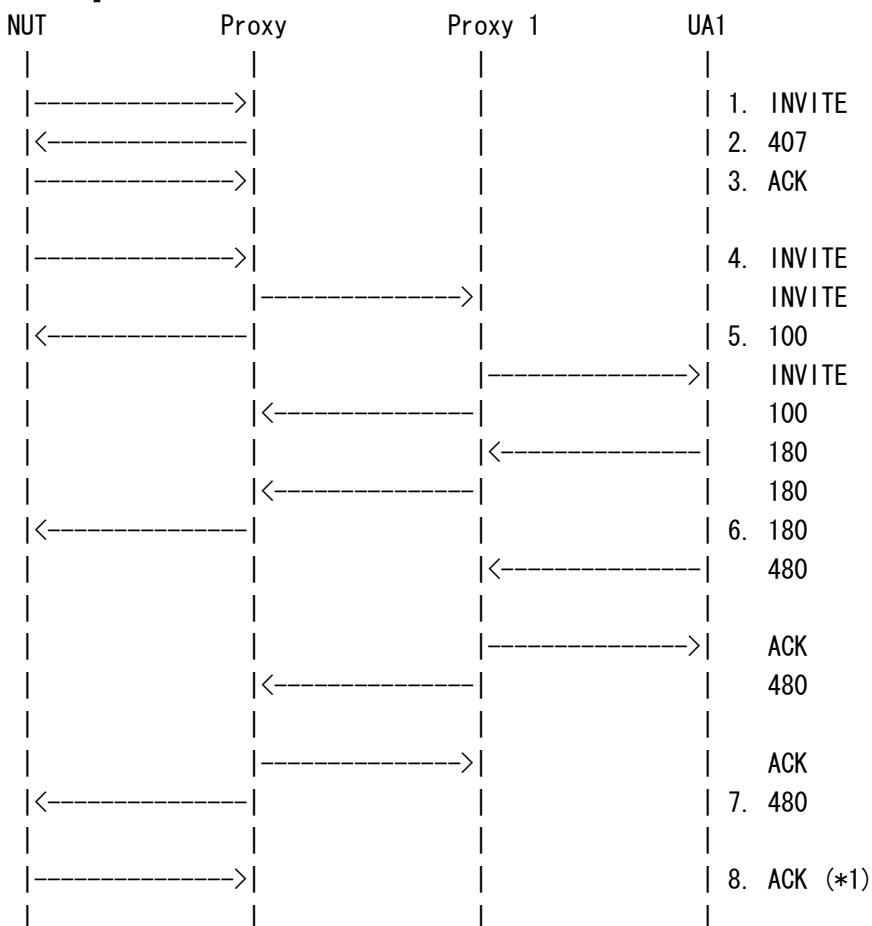 NUT Proxy Proxy 1 UA1
1. INVITE
2. 407
3. ACK
4. INVITE
INVITE
5. 100
INVITE
100
180
180
6. 180
480
ACK
480
ACK
7. 480
8. ACK (*1)